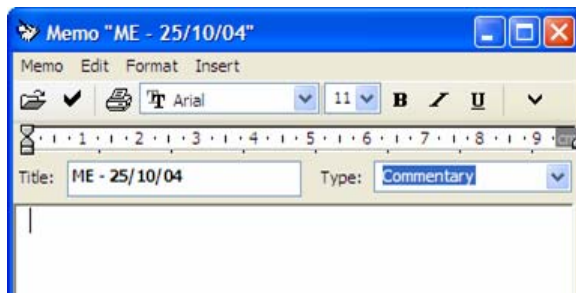 Memo "ME - 25/10/04"
Memo Edit Format Insert
Arial 11 B I U
1 2 3 4 5 6 7 8 9
Title: ME - 25/10/04 Type: Commentary